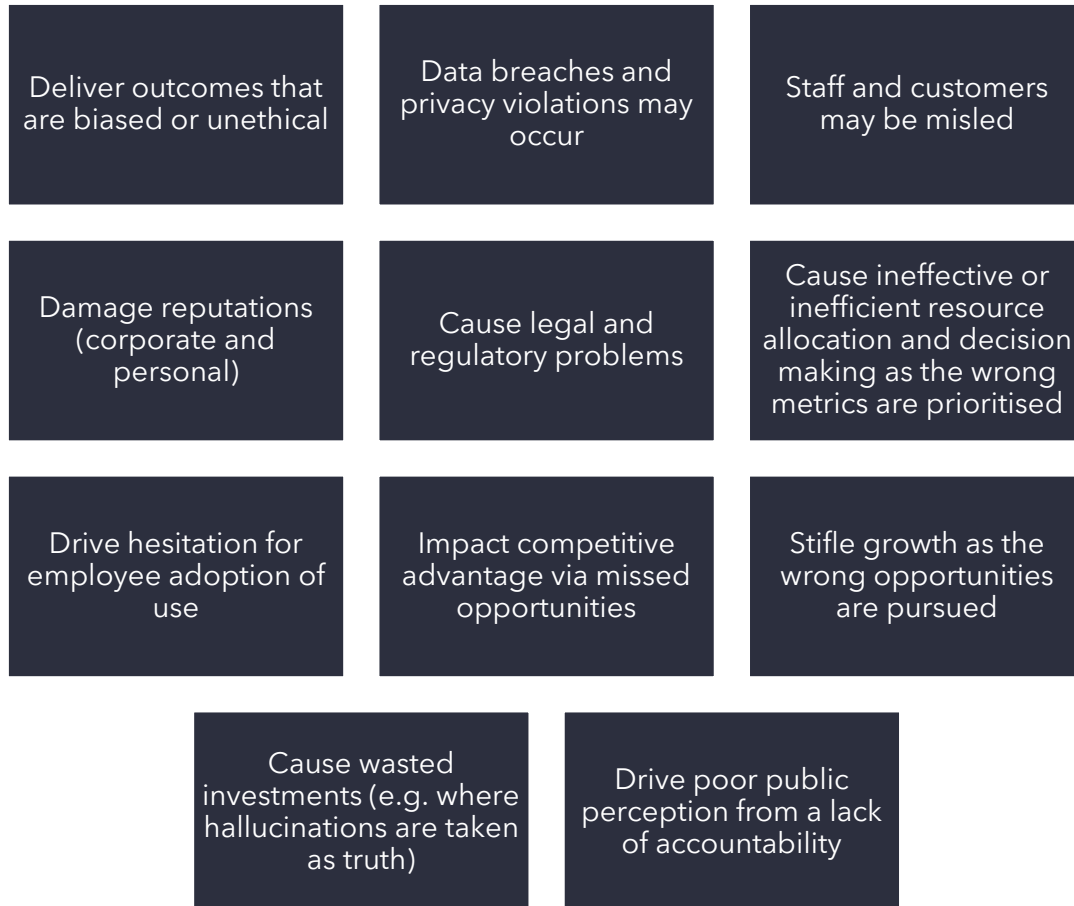 Deliver outcomes that
are biased or unethical
Data breaches and
privacy violations may
occur
Staff and customers
may be misled
Damage reputations
(corporate and
personal)
Cause legal and
regulatory problems
Cause ineffective or
inefficient resource
allocation and decision
making as the wrong
metrics are prioritised
Drive hesitation for
employee adoption of
use
Impact competitive
advantage via missed
opportunities
Stifle growth as the
wrong opportunities
are pursued
Cause wasted
investments (e.g. where
hallucinations are taken
as truth)
Drive poor public
perception from a lack
of accountability